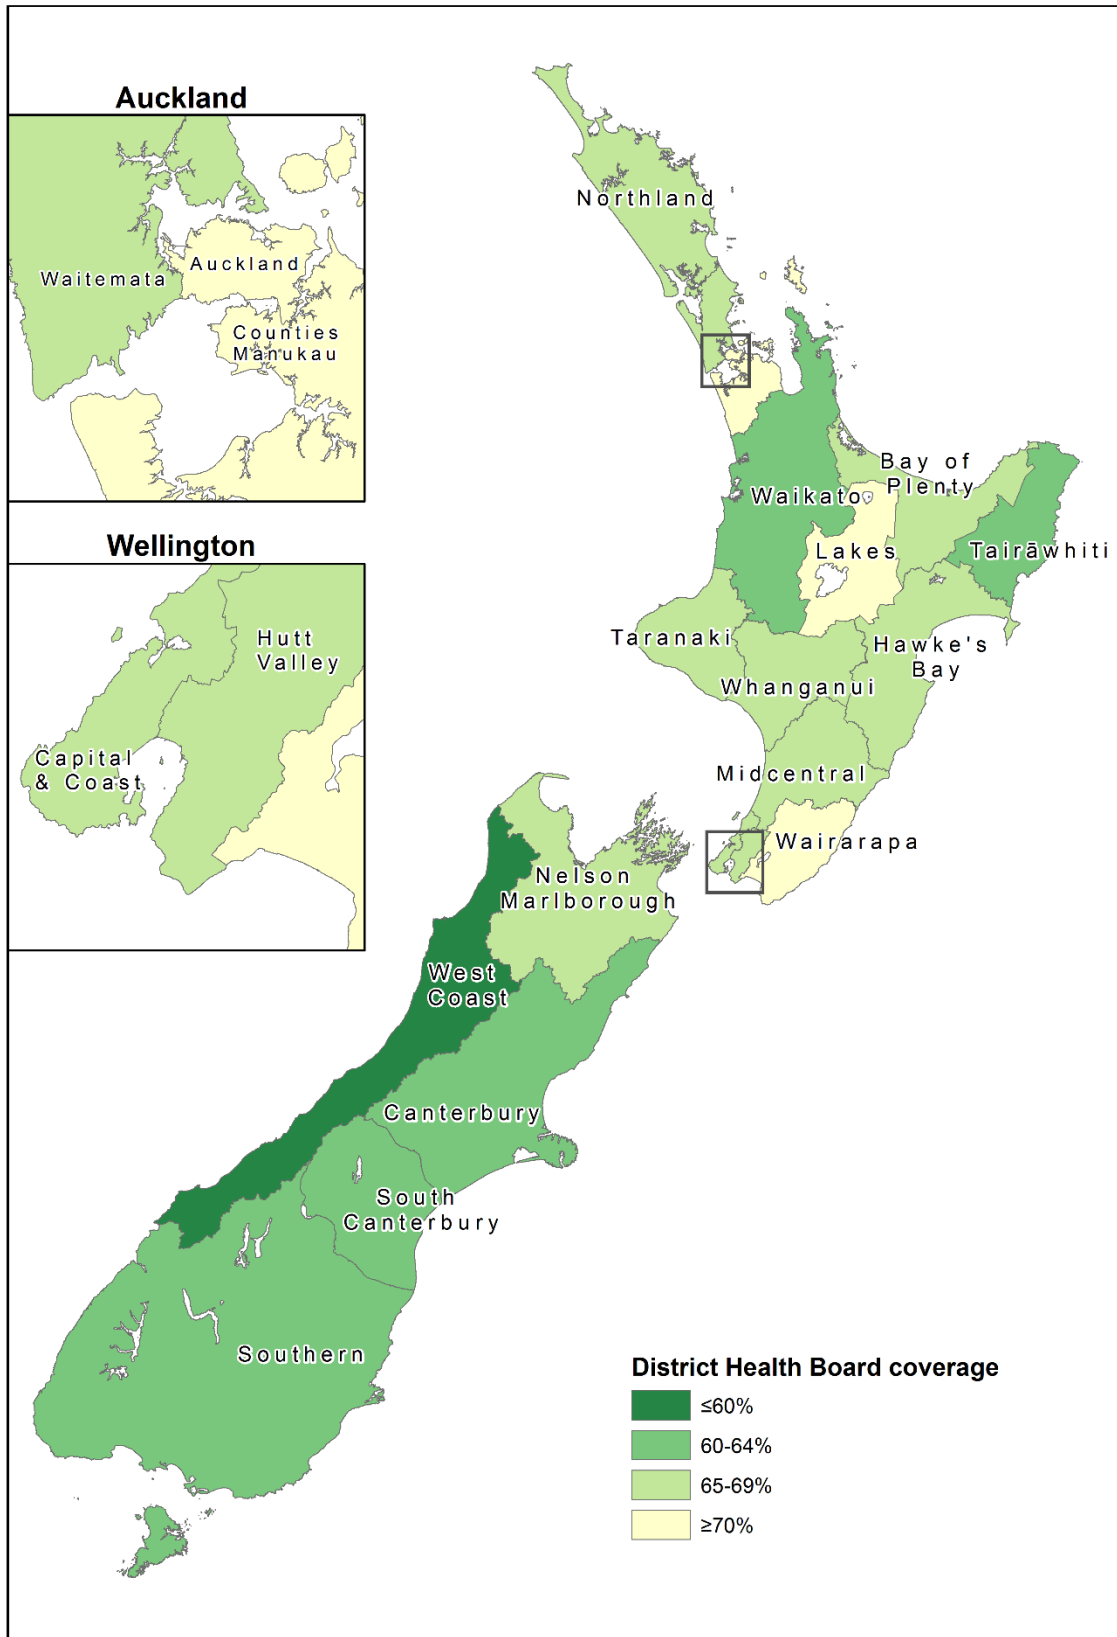 Auckland
Waitemata
Auckland
Counties
Manukau
Wellington
Hutt
Valley
Capital
& Coast
Northland
Bay of
Plenty
Waikato
Lakes
Tairāwhiti
Taranaki
Hawke's
Bay
Whanganui
Midcentral
Wairarapa
Nelson
Marlborough
West
Coast
Canterbury
South
Canterbury
Southern
District Health Board coverage
≤60%
60-64%
65-69%
≥70%